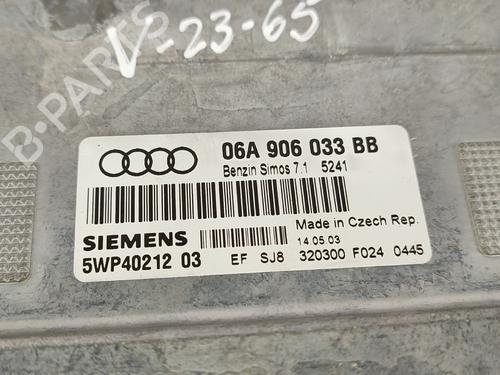 V-23-65
B-PARTS
06A 906 033 BB
Benzin Simos 7.1 5241
Made in Czech Rep.
SIEMENS
14.05.03
5WP40212 03 EF SJ8 320300 F024 0445